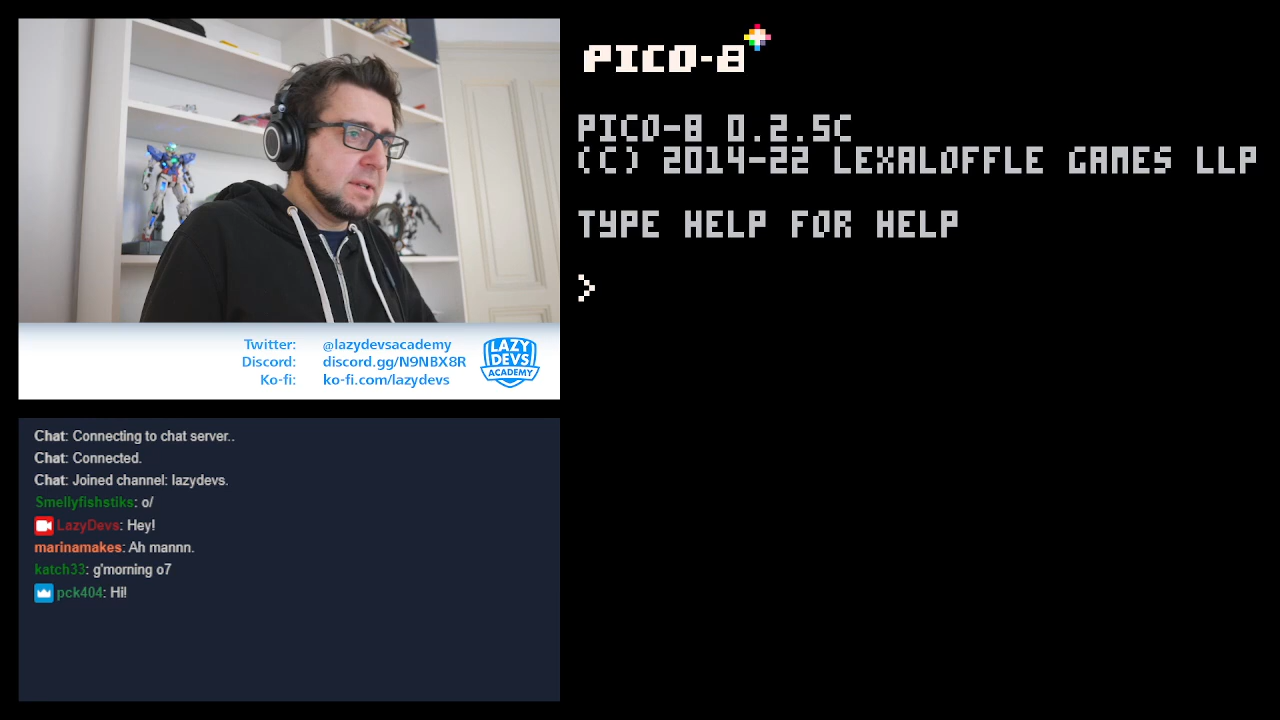 Twitter: @lazydevsacademy
Discord: discord.gg/N9NBX8R
Ko-fi: ko-fi.com/lazydevs
LAZY
DEVS
ACADEMY
Chat: Connecting to chat server..
Chat: Connected.
Chat: Joined channel: lazydevs.
Smellyfishstiks: o/
LazyDevs: Hey!
marinamakes: Ah mannn.
katch33: g'morning o7
pck404: Hi!
PICO-8
PICO-8 0.2.5C
(C) 2014-22 LEXALOFFLE GAMES LLP
TYPE HELP FOR HELP
>